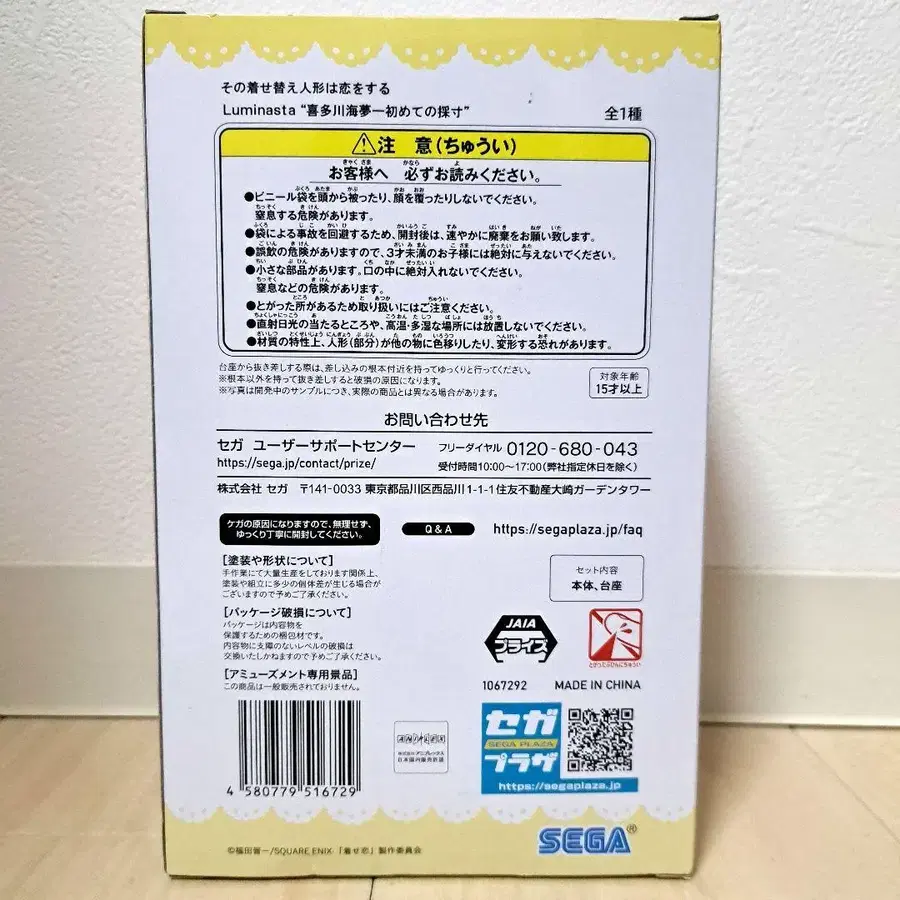 その着せ替え人形は恋をする
Luminasta “喜多川海夢―初めての採寸”
全1種
⚠注 意(ちゅうい)
お客様へ 必ずお読みください。
●ビニール袋を頭から被ったり、顔を覆ったりしないでください。
窒息する危険があります。
●袋による事故を回避するため、開封後は、速やかに廃棄をお願い致します。
●誤飲の危険がありますので、3才未満のお子様には絶対に与えないでください。
●小さな部品があります。口の中に絶対入れないでください。
窒息などの危険があります。
●とがった所があるため取り扱いにはご注意ください。
●直射日光の当たるところや、高温・多湿な場所には放置しないでください。
●材質の特性上、人形(部分)が他の物に色移りしたり、変形する恐れがあります。
台座から抜き差しする際は、差し込みの根本付近を持ってゆっくりと行ってください。
※根本以外を持って抜き差しすると破損の原因になります。
※写真は開発中のサンプルにつき、実際の商品とは異なる場合があります。
対象年齢
15才以上
お問い合わせ先
セガ ユーザーサポートセンター
https://sega.jp/contact/prize/
フリーダイヤル 0120-680-043
受付時間10:00〜17:00(弊社指定休日を除く)
株式会社 セガ 〒141-0033 東京都品川区西品川1-1-1住友不動産大崎ガーデンタワー
ケガの原因になりますので、無理せず、
ゆっくり丁寧に開封してください。
Q&A
https://segaplaza.jp/faq
[塗装や形状について]
手作業にて大量生産をしております関係上、
塗装や組立に多少の個体差が生じる場合が
ございますので予めご了承ください。
セット内容
本体、台座
[パッケージ破損について]
パッケージは内容物を
保護するための梱包材です。
内容物に支障のないレベルの破損は
交換いたしかねますので予めご了承ください。
JAIA
プライズ
とがったぶひんにちゅうい
[アミューズメント専用景品]
この商品は一般販売されておりません。
1067292 MADE IN CHINA
4 580779 516729
ANIPLEX
株式会社アニプレックス
日本国内販売許諾
セガ
SEGA PLAZA
プラザ
https://segaplaza.jp
SEGA®
©福田晋一/SQUARE ENIX・「着せ恋」製作委員会